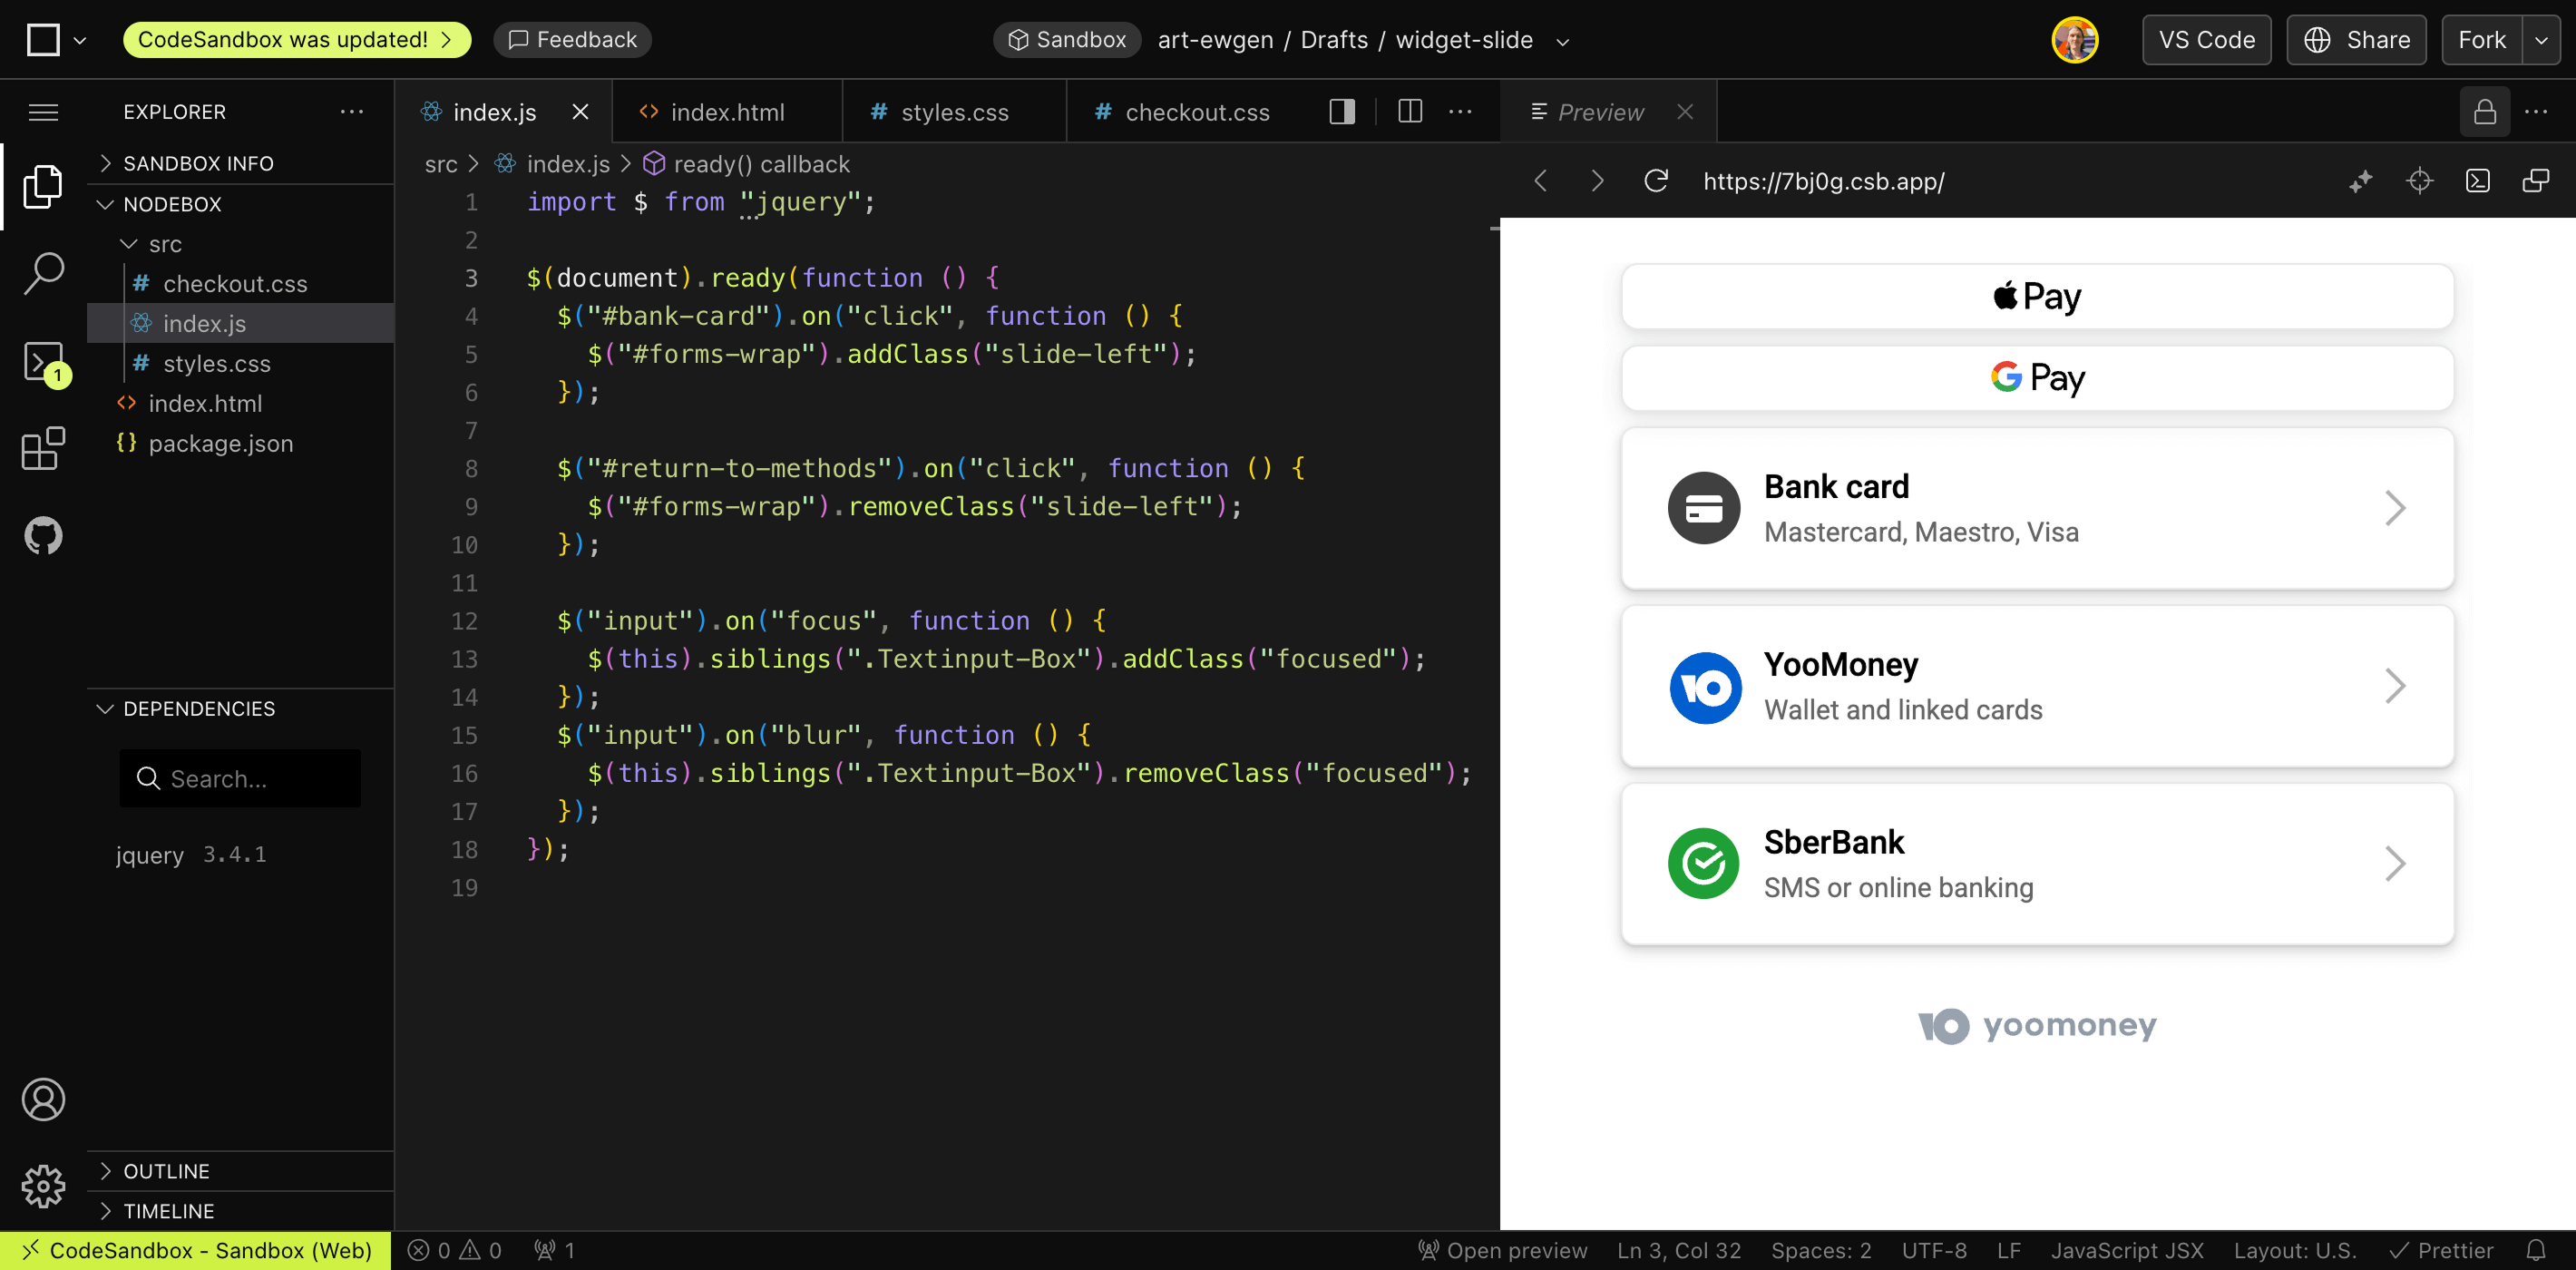 CodeSandbox was updated!
Feedback
Sandbox
art-ewgen / Drafts / widget-slide
VS Code
Share
Fork
EXPLORER
SANDBOX INFO
NODEBOX
src
checkout.css
index.js
styles.css
index.html
package.json
DEPENDENCIES
Search...
jquery 3.4.1
OUTLINE
TIMELINE
1
index.js
index.html
styles.css
checkout.css
src
index.js
ready() callback
1 import $ from "jquery";
2
3 $(document).ready(function () {
4 $("#bank-card").on("click", function () {
5 $("#forms-wrap").addClass("slide-left");
6 });
7
8 $("#return-to-methods").on("click", function () {
9 $("#forms-wrap").removeClass("slide-left");
10 });
11
12 $("input").on("focus", function () {
13 $(this).siblings(".Textinput-Box").addClass("focused");
14 });
15 $("input").on("blur", function () {
16 $(this).siblings(".Textinput-Box").removeClass("focused");
17 });
18 });
19
Preview
https://7bj0g.csb.app/
Pay
G Pay
Bank card
Mastercard, Maestro, Visa
YooMoney
Wallet and linked cards
SberBank
SMS or online banking
yoomoney
CodeSandbox - Sandbox (Web)
0
0
1
Open preview
Ln 3, Col 32
Spaces: 2
UTF-8
LF
JavaScript JSX
Layout: U.S.
Prettier